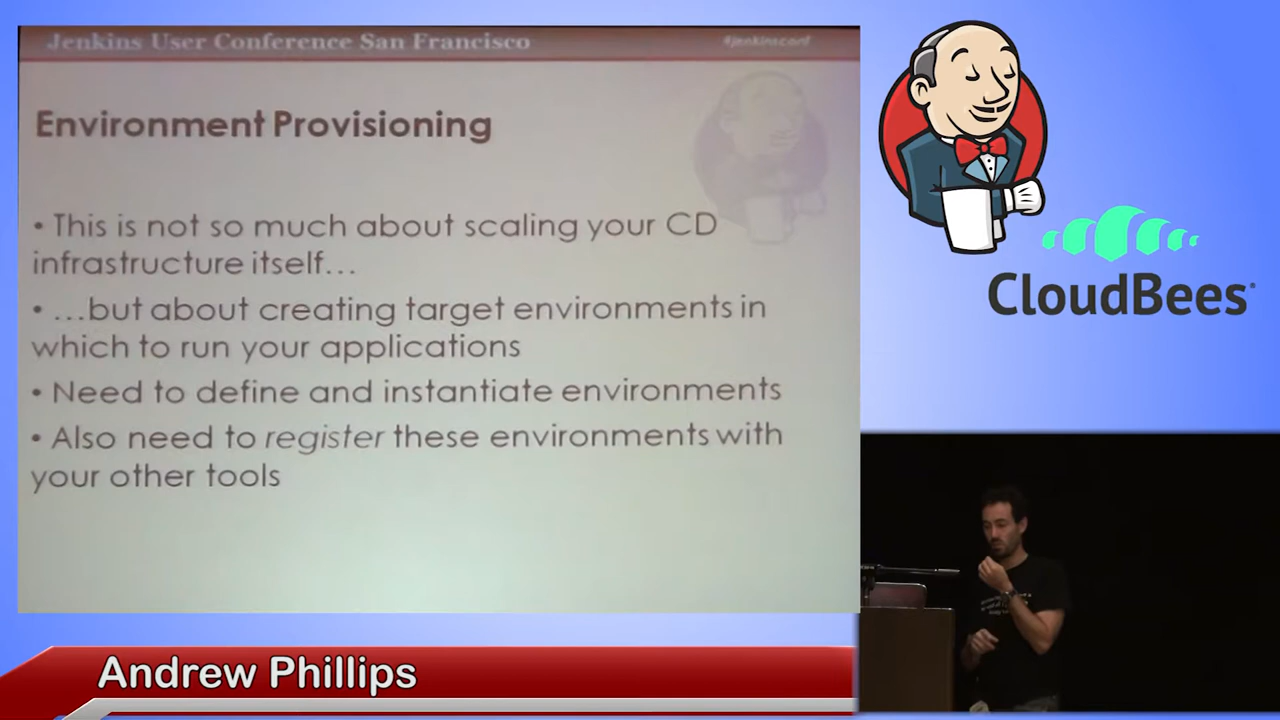 Jenkins User Conference San Francisco
#jenkinsconf
Environment Provisioning
• This is not so much about scaling your CD
infrastructure itself…
• …but about creating target environments in
which to run your applications
• Need to define and instantiate environments
• Also need to register these environments with
your other tools
CloudBees
Andrew Phillips